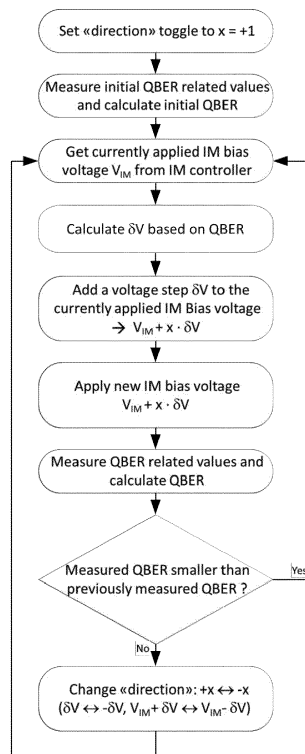 Set «direction» toggle to x = +1
Measure initial QBER related values
and calculate initial QBER
Get currently applied IM bias
voltage V_IM from IM controller
Calculate δV based on QBER
Add a voltage step δV to the
currently applied IM Bias voltage
→ V_IM + x · δV
Apply new IM bias voltage
V_IM + x · δV
Measure QBER related values and
calculate QBER
Measured QBER smaller than
previously measured QBER ?
Yes
No
Change «direction»: +x ↔ -x
(δV ↔ -δV, V_IM+ δV ↔ V_IM- δV)